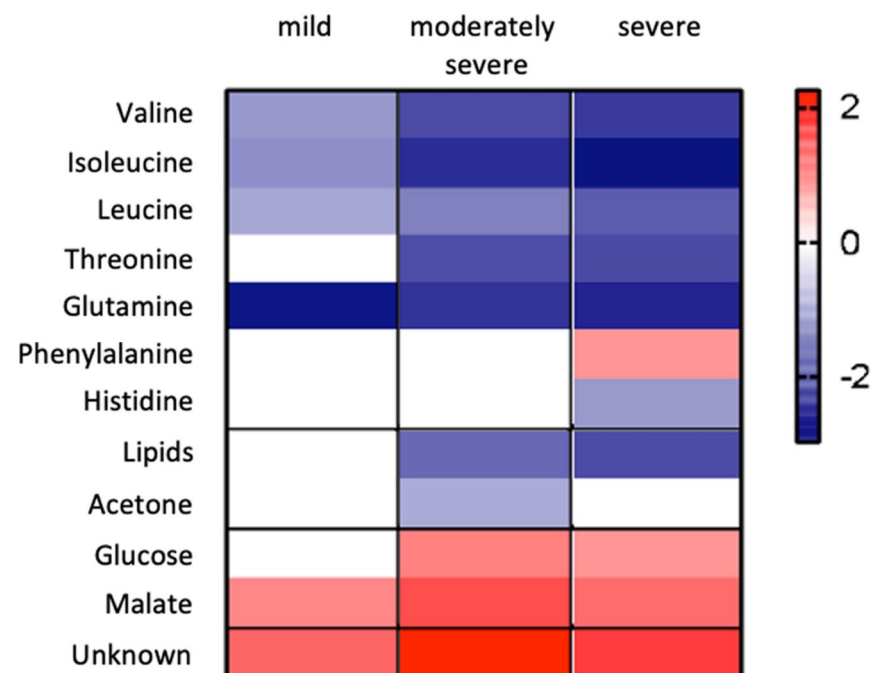 mild
moderately
severe
severe
Valine
Isoleucine
Leucine
Threonine
Glutamine
Phenylalanine
Histidine
Lipids
Acetone
Glucose
Malate
Unknown
2
0
-2